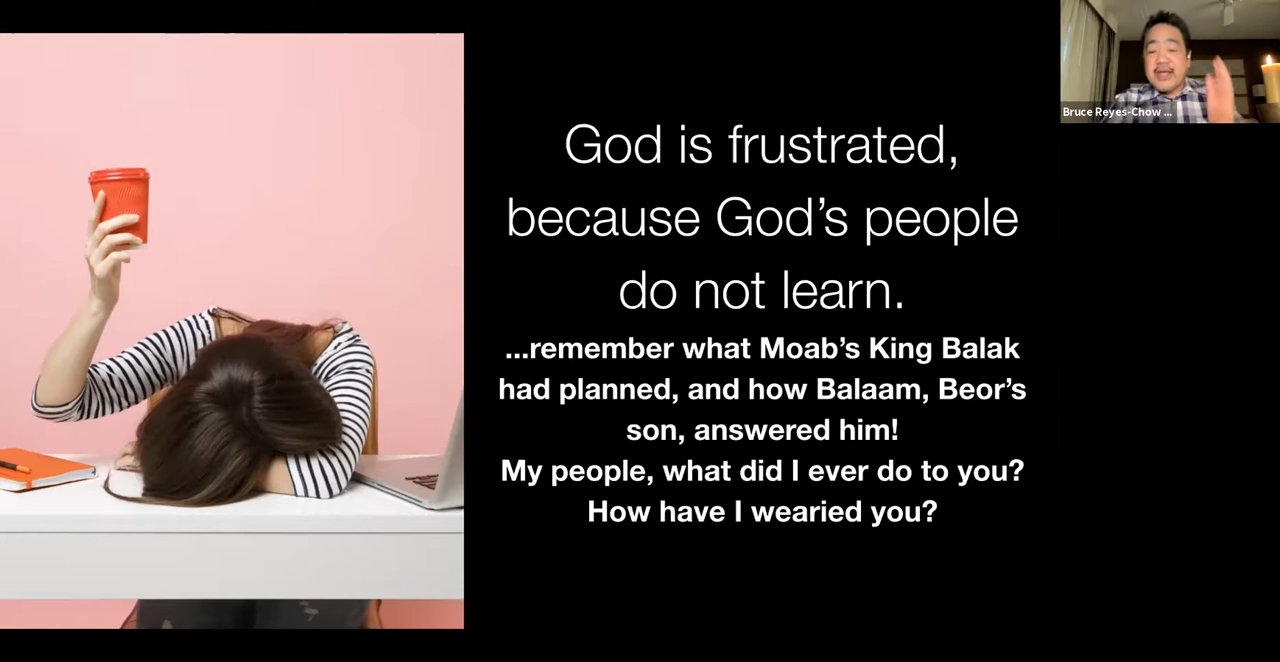 God is frustrated,
because God’s people
do not learn.
...remember what Moab’s King Balak
had planned, and how Balaam, Beor’s
son, answered him!
My people, what did I ever do to you?
How have I wearied you?
Bruce Reyes-Chow ...